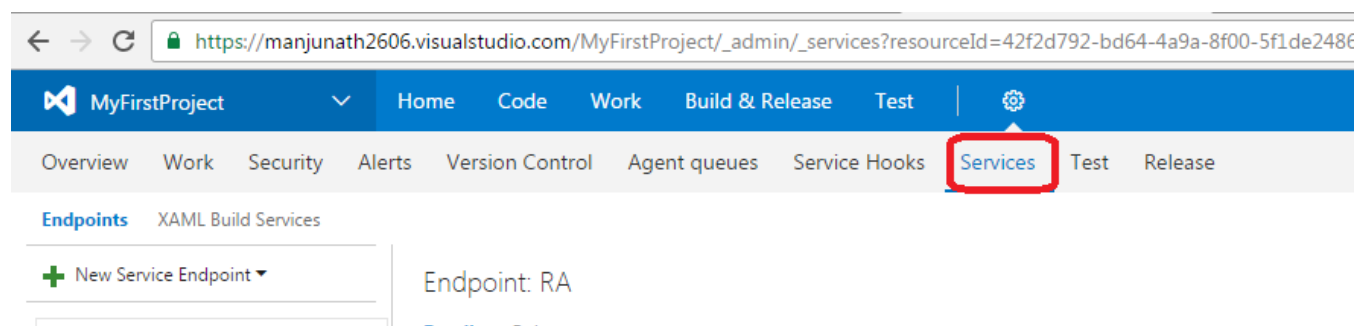 https://manjunath2606.visualstudio.com/MyFirstProject/_admin/_services?resourceId=42f2d792-bd64-4a9a-8f00-5f1de2486
MyFirstProject Home Code Work Build & Release Test
Overview Work Security Alerts Version Control Agent queues Service Hooks Services Test Release
Endpoints XAML Build Services
New Service Endpoint
Endpoint: RA